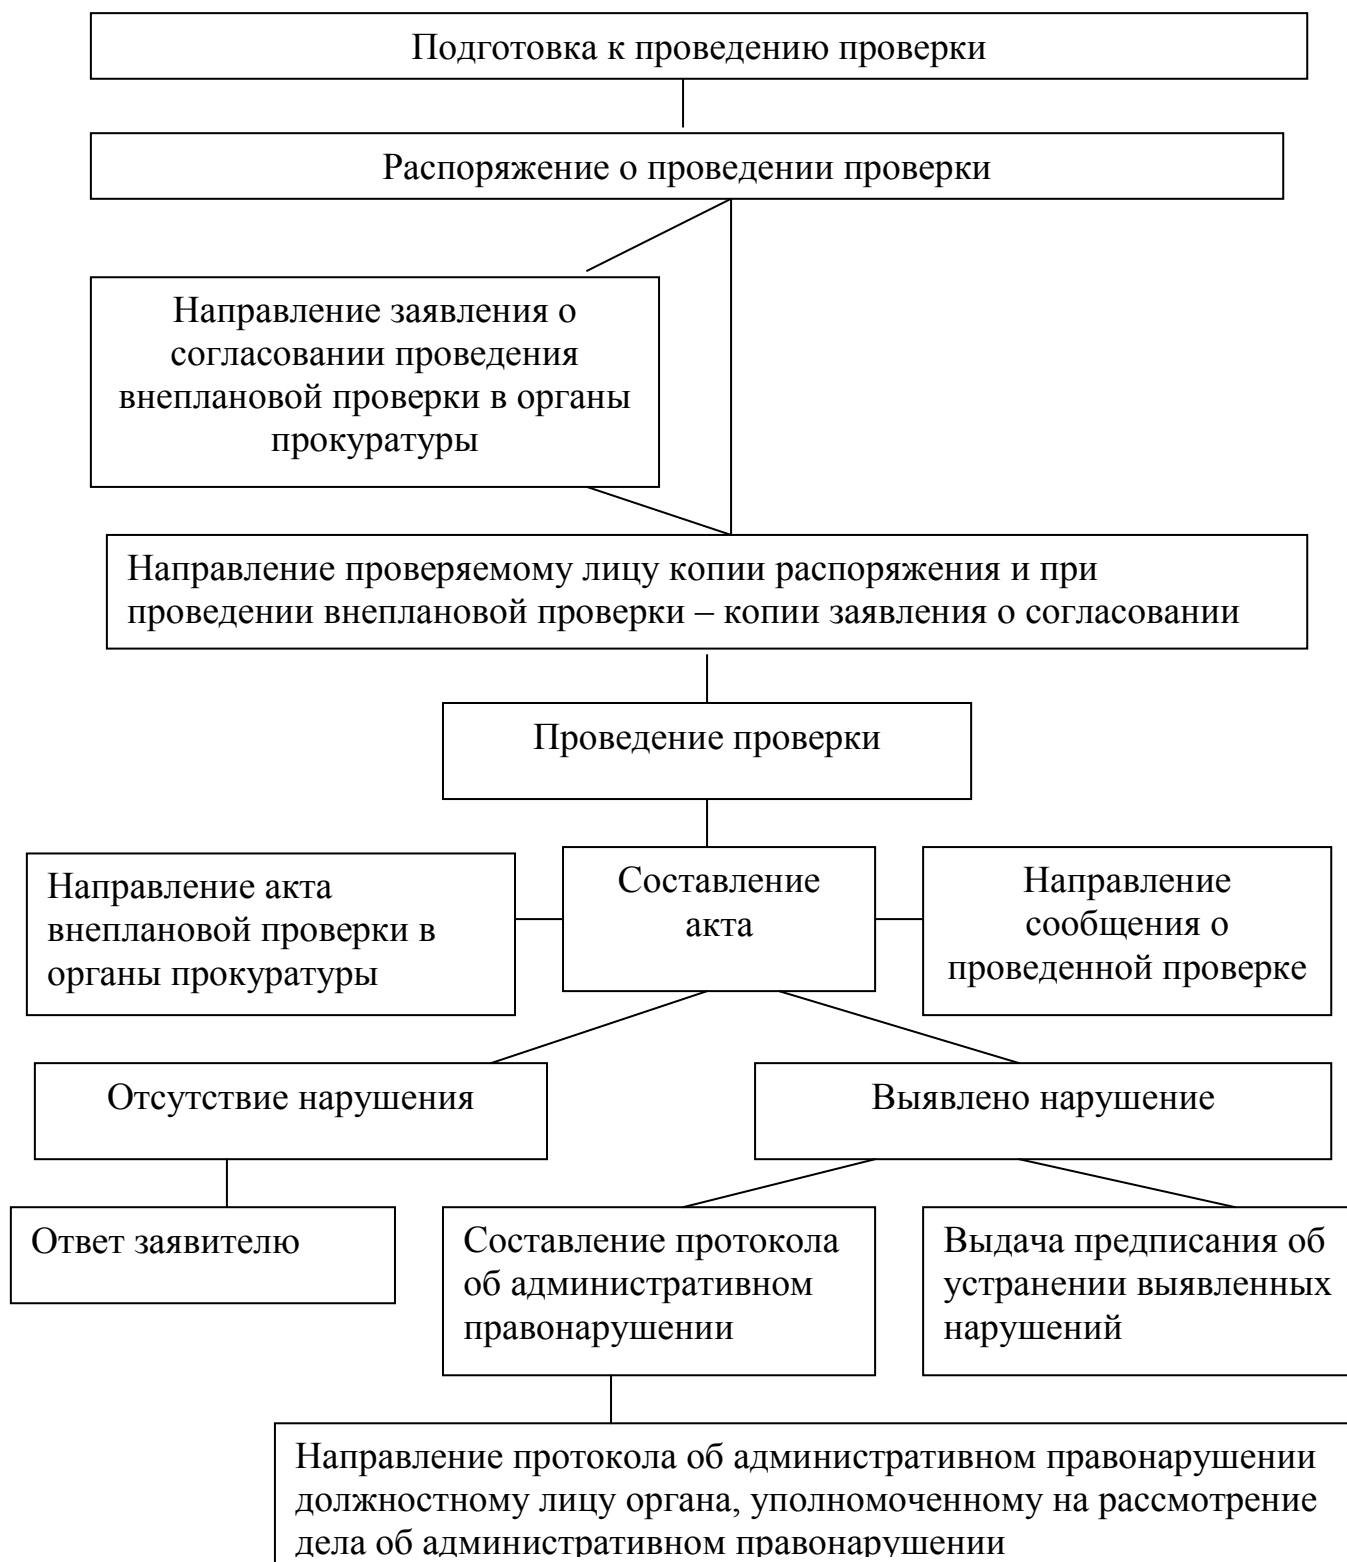 Подготовка к проведению проверки
Распоряжение о проведении проверки
Направление заявления о
согласовании проведения
внеплановой проверки в органы
прокуратуры
Направление проверяемому лицу копии распоряжения и при
проведении внеплановой проверки – копии заявления о согласовании
Проведение проверки
Направление акта
внеплановой проверки в
органы прокуратуры
Составление
акта
Направление
сообщения о
проведенной проверке
Отсутствие нарушения
Выявлено нарушение
Ответ заявителю
Составление протокола
об административном
правонарушении
Выдача предписания об
устранении выявленных
нарушений
Направление протокола об административном правонарушении
должностному лицу органа, уполномоченному на рассмотрение
дела об административном правонарушении